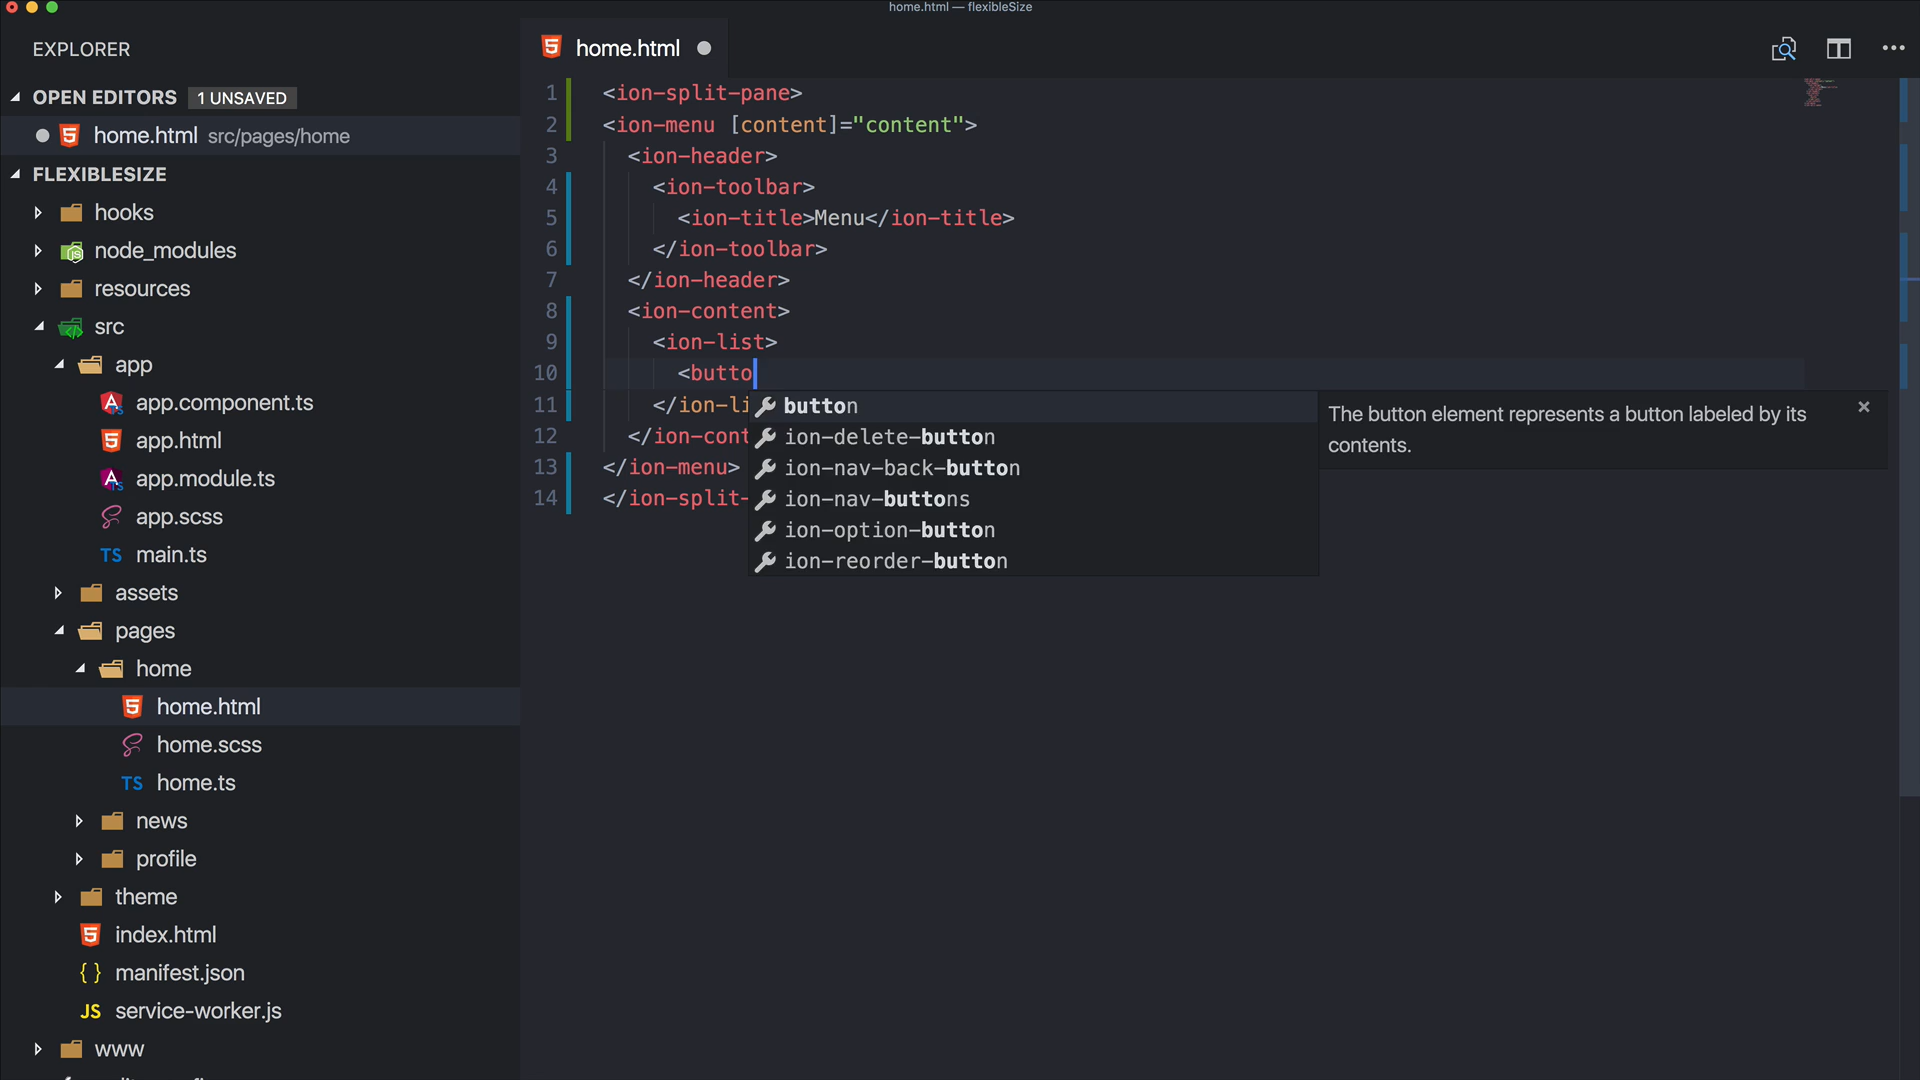 home.html — flexibleSize
EXPLORER
OPEN EDITORS 1 UNSAVED
home.html src/pages/home
FLEXIBLESIZE
hooks
node_modules
resources
src
app
app.component.ts
app.html
app.module.ts
app.scss
TS main.ts
assets
pages
home
home.html
home.scss
TS home.ts
news
profile
theme
index.html
{ } manifest.json
JS service-worker.js
www
home.html
1 <ion-split-pane>
2 <ion-menu [content]="content">
3 <ion-header>
4 <ion-toolbar>
5 <ion-title>Menu</ion-title>
6 </ion-toolbar>
7 </ion-header>
8 <ion-content>
9 <ion-list>
10 <butto
11 </ion-li
12 </ion-cont
13 </ion-menu>
14 </ion-split-
button
ion-delete-button
ion-nav-back-button
ion-nav-buttons
ion-option-button
ion-reorder-button
The button element represents a button labeled by its
contents.